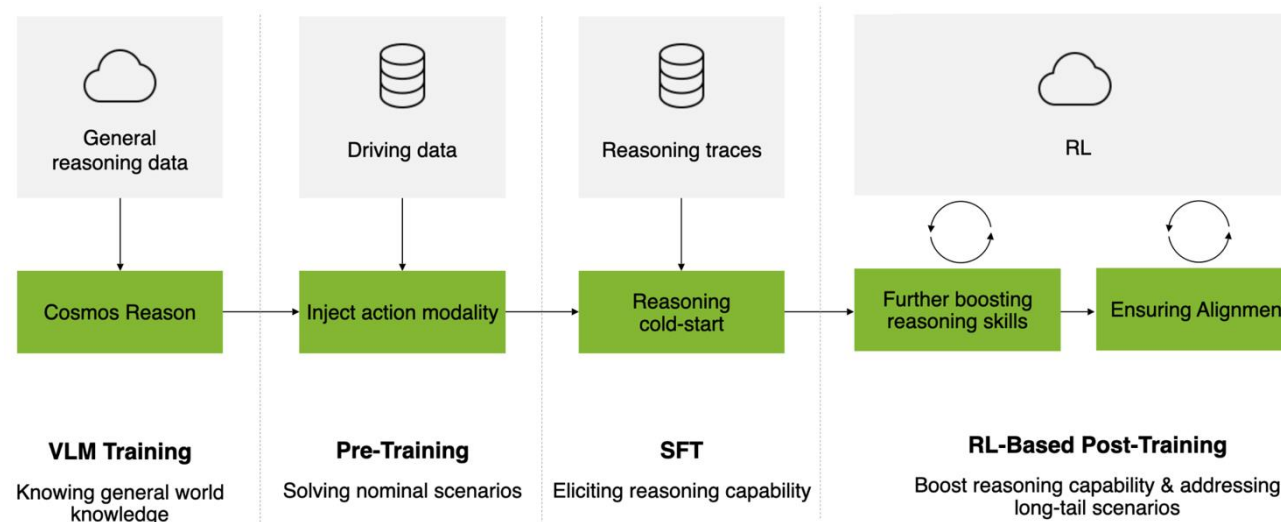 General
reasoning data
Driving data
Reasoning traces
RL
Cosmos Reason
Inject action modality
Reasoning
cold-start
Further boosting
reasoning skills
Ensuring Alignmen
VLM Training
Knowing general world
knowledge
Pre-Training
Solving nominal scenarios
SFT
Eliciting reasoning capability
RL-Based Post-Training
Boost reasoning capability & addressing
long-tail scenarios